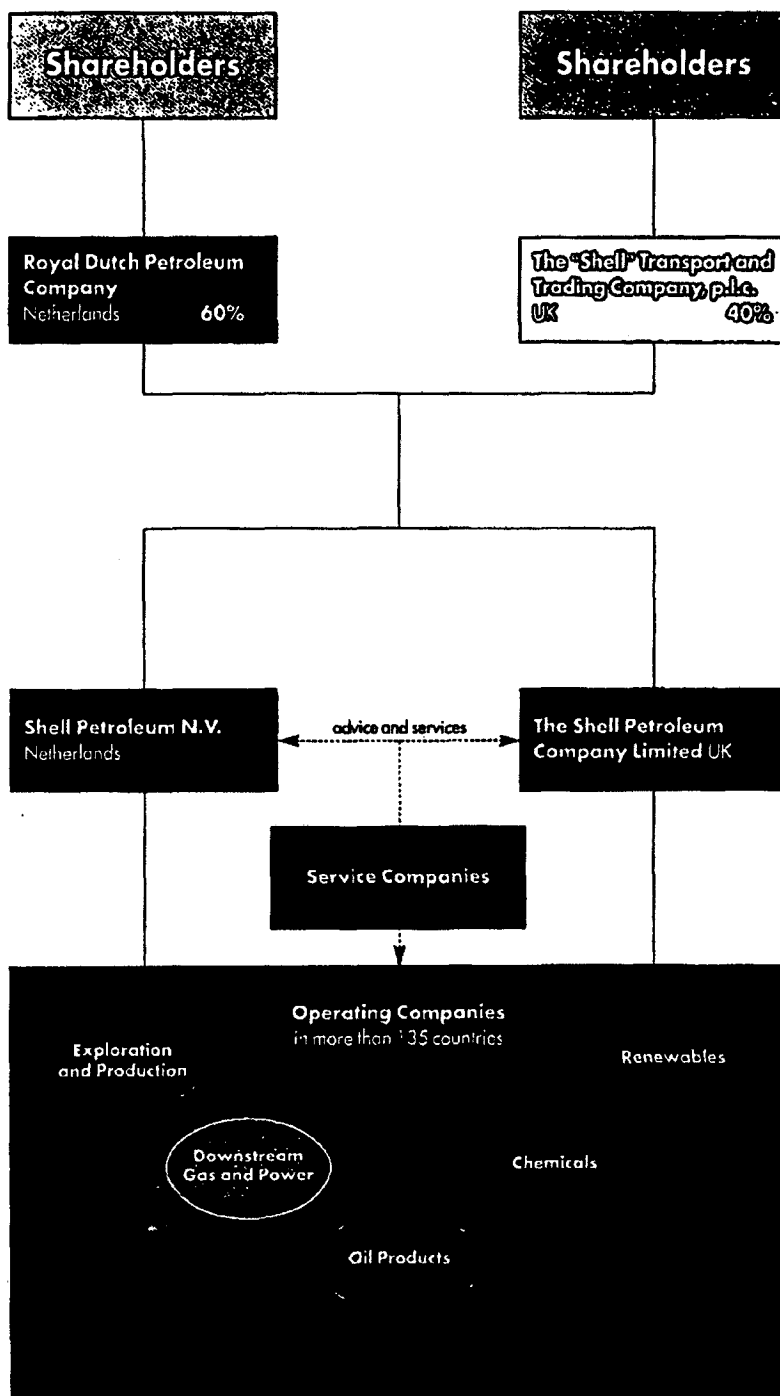 Shareholders
Shareholders
Royal Dutch Petroleum
Company
Netherlands 60%
The "Shell" Transport and
Trading Company, p.l.c.
UK 40%
Shell Petroleum N.V.
Netherlands
advice and services
The Shell Petroleum
Company Limited UK
Service Companies
Operating Companies
in more than 135 countries
Exploration
and Production
Renewables
Downstream
Gas and Power
Chemicals
Oil Products